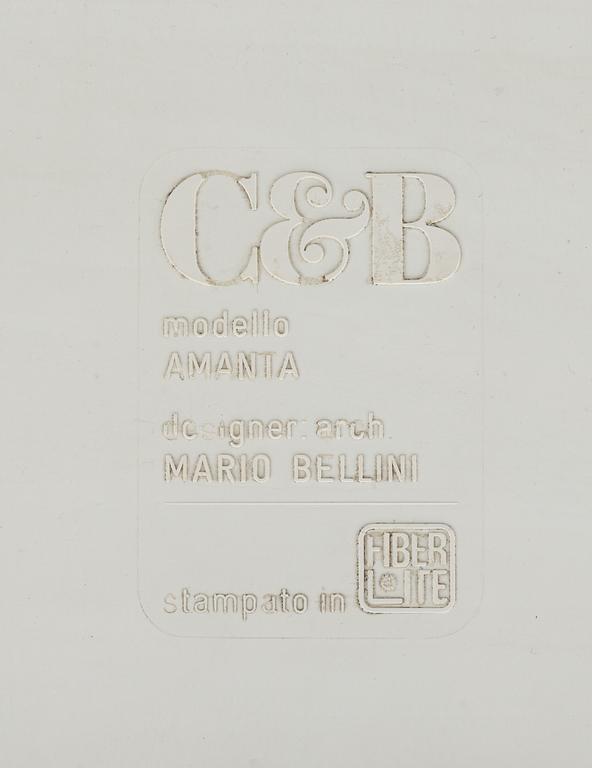 C&B
modello
AMANTA
designer: arch.
MARIO BELLINI
stampato in
FIBER
LITE